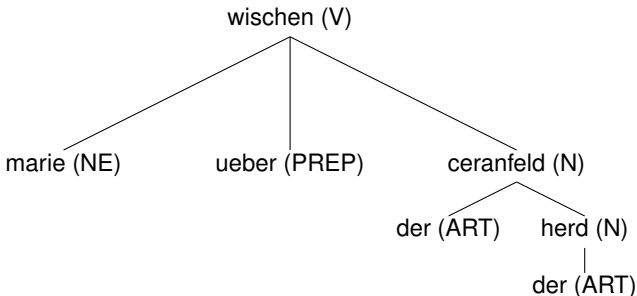 wischen (V)
marie (NE) ueber (PREP) ceranfeld (N)
der (ART) herd (N)
der (ART)